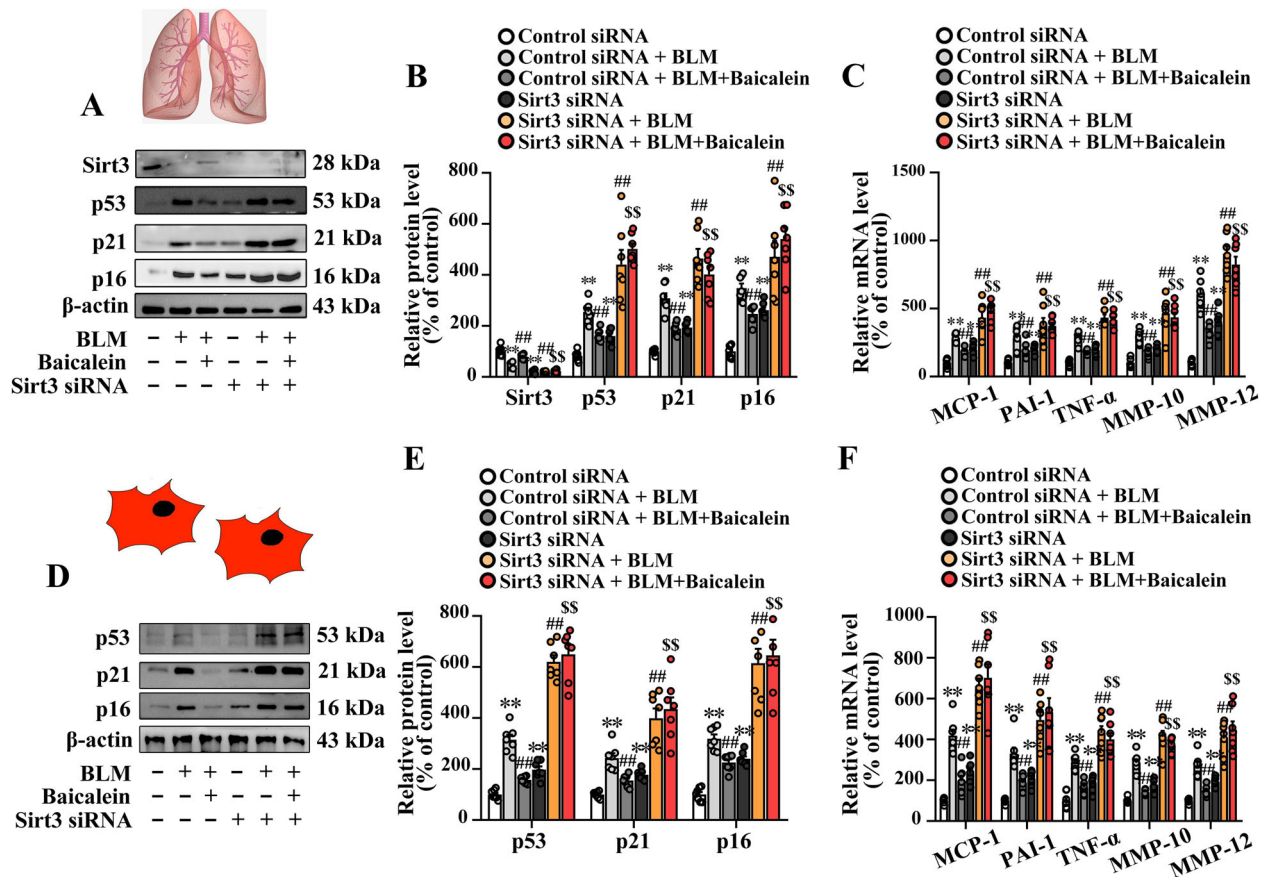 A
Sirt3 28 kDa
p53 53 kDa
p21 21 kDa
p16 16 kDa
β-actin 43 kDa
BLM − + + − + +
Baicalein − − + − − +
Sirt3 siRNA − − − + + +
B
Control siRNA
Control siRNA + BLM
Control siRNA + BLM+Baicalein
Sirt3 siRNA
Sirt3 siRNA + BLM
Sirt3 siRNA + BLM+Baicalein
Relative protein level
(% of control)
800
600
400
200
0
Sirt3 p53 p21 p16
** ** ## $$
** ## ** ## $$
** ## ** ## $$
** ## ** ## $$
C
Control siRNA
Control siRNA + BLM
Control siRNA + BLM+Baicalein
Sirt3 siRNA
Sirt3 siRNA + BLM
Sirt3 siRNA + BLM+Baicalein
Relative mRNA level
(% of control)
1500
1000
500
0
MCP-1 PAI-1 TNF-α MMP-10 MMP-12
** ## ** ## $$
** ## ** ## $$
** ## ** ## $$
** ## ** ## $$
** ## ** ## $$
D
p53 53 kDa
p21 21 kDa
p16 16 kDa
β-actin 43 kDa
BLM − + + − + +
Baicalein − − + − − +
Sirt3 siRNA − − − + + +
E
Control siRNA
Control siRNA + BLM
Control siRNA + BLM+Baicalein
Sirt3 siRNA
Sirt3 siRNA + BLM
Sirt3 siRNA + BLM+Baicalein
Relative protein level
(% of control)
800
600
400
200
0
p53 p21 p16
** ## ** ## $$
** ## ** ## $$
** ## ** ## $$
F
Control siRNA
Control siRNA + BLM
Control siRNA + BLM+Baicalein
Sirt3 siRNA
Sirt3 siRNA + BLM
Sirt3 siRNA + BLM+Baicalein
Relative mRNA level
(% of control)
1000
800
600
400
200
0
MCP-1 PAI-1 TNF-α MMP-10 MMP-12
** ## ** ## $$
** ## ** ## $$
** ## ** ## $$
** ## ** ## $$
** ## ** ## $$